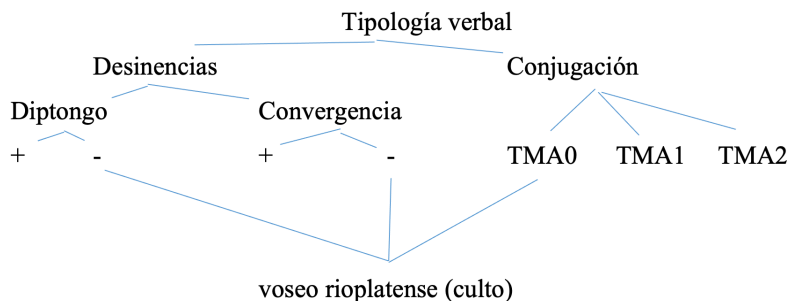 Tipología verbal
Desinencias Conjugación
Diptongo Convergencia
+ - + - TMA0 TMA1 TMA2
voseo rioplatense (culto)